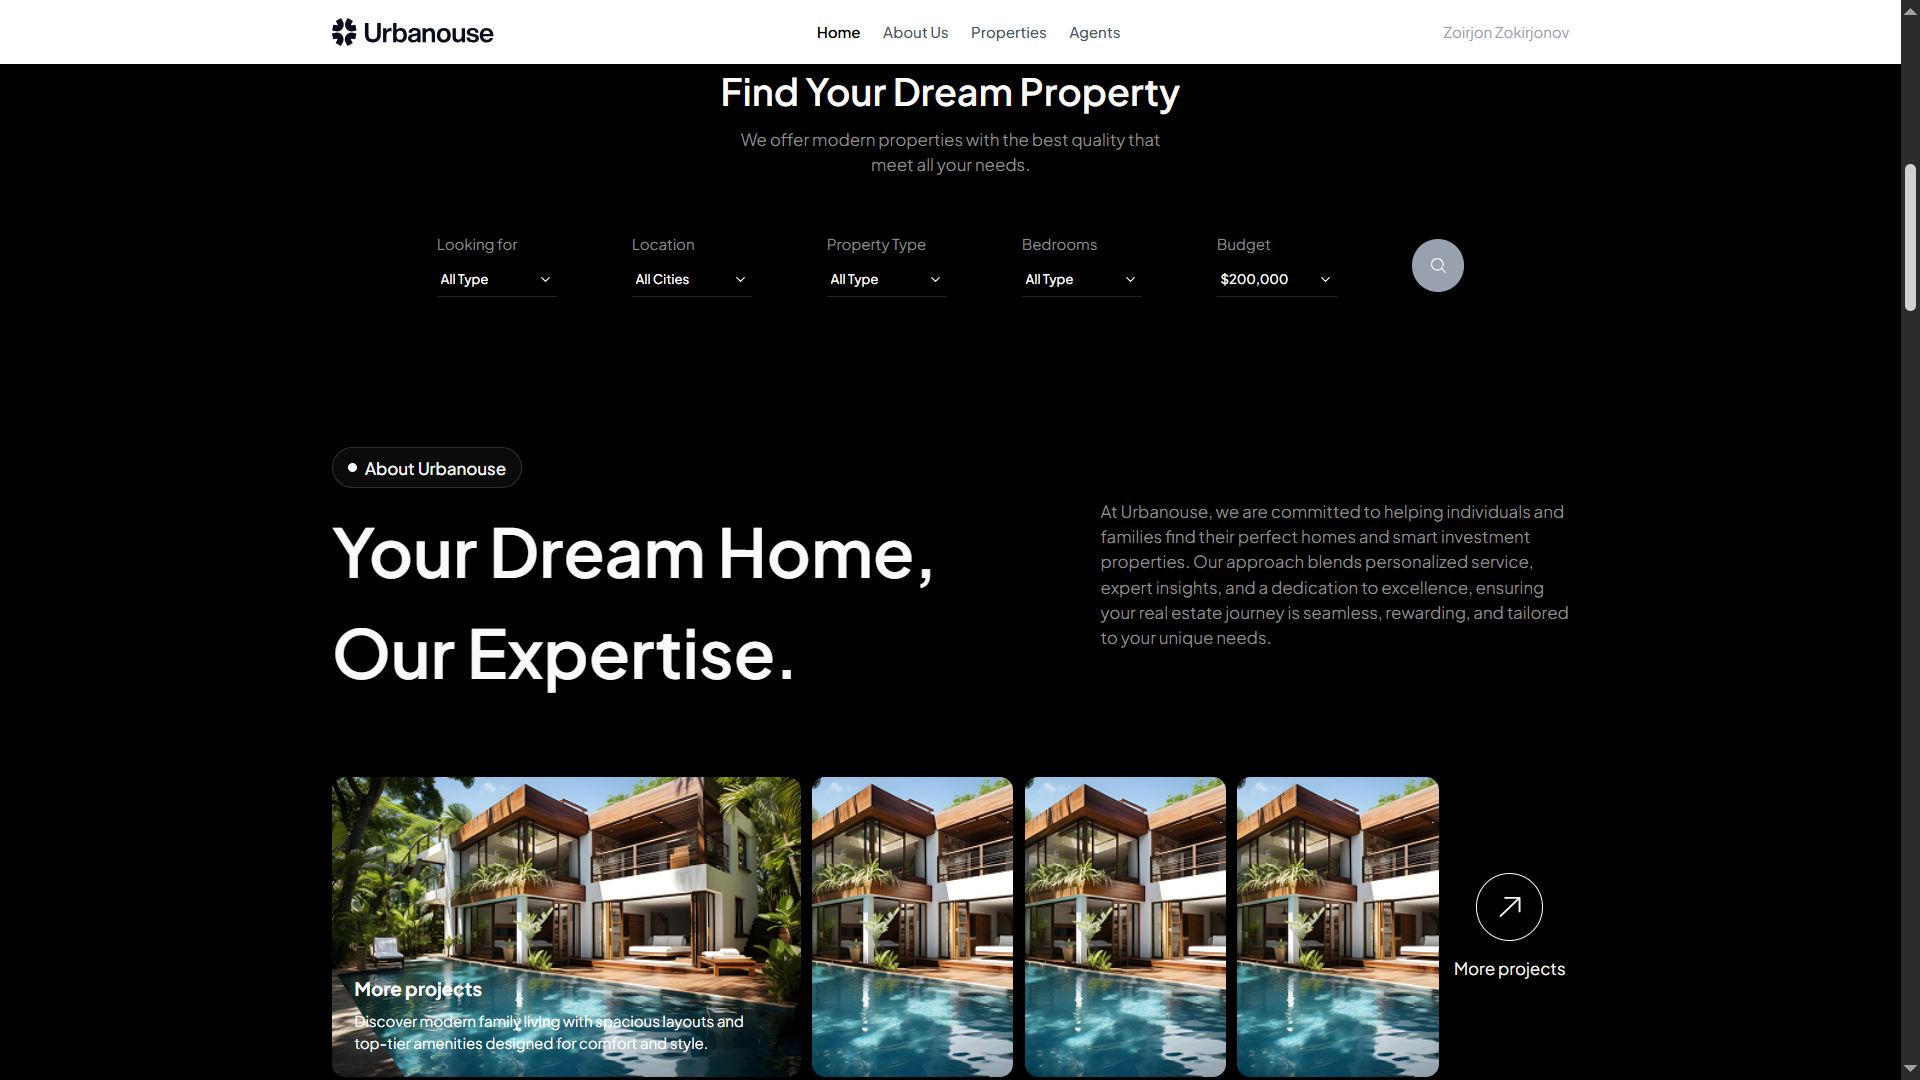 Urbanouse
Home About Us Properties Agents
Zoirjon Zokirjonov
Find Your Dream Property
We offer modern properties with the best quality that
meet all your needs.
Looking for
All Type
Location
All Cities
Property Type
All Type
Bedrooms
All Type
Budget
$200,000
About Urbanouse
Your Dream Home,
Our Expertise.
At Urbanouse, we are committed to helping individuals and
families find their perfect homes and smart investment
properties. Our approach blends personalized service,
expert insights, and a dedication to excellence, ensuring
your real estate journey is seamless, rewarding, and tailored
to your unique needs.
More projects
Discover modern family living with spacious layouts and
top-tier amenities designed for comfort and style.
More projects